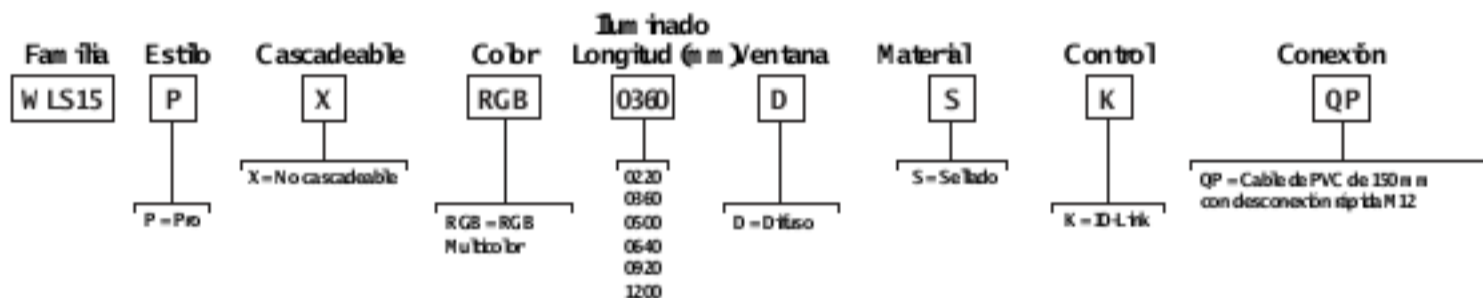 Iluminado
Familia Estilo Cascadeable Color Longitud (mm) Ventana Material Control Conexión
WLS15 P X RGB 0360 D S K QP
X = No cascadeable
0220
S = Sellado
QP = Cable de PVC de 150 mm
con desconexión rápida M12
0360
P = Pro
RGB = RGB
Multicolor
0500
D = Difuso
K = IO-Link
0640
0920
1200